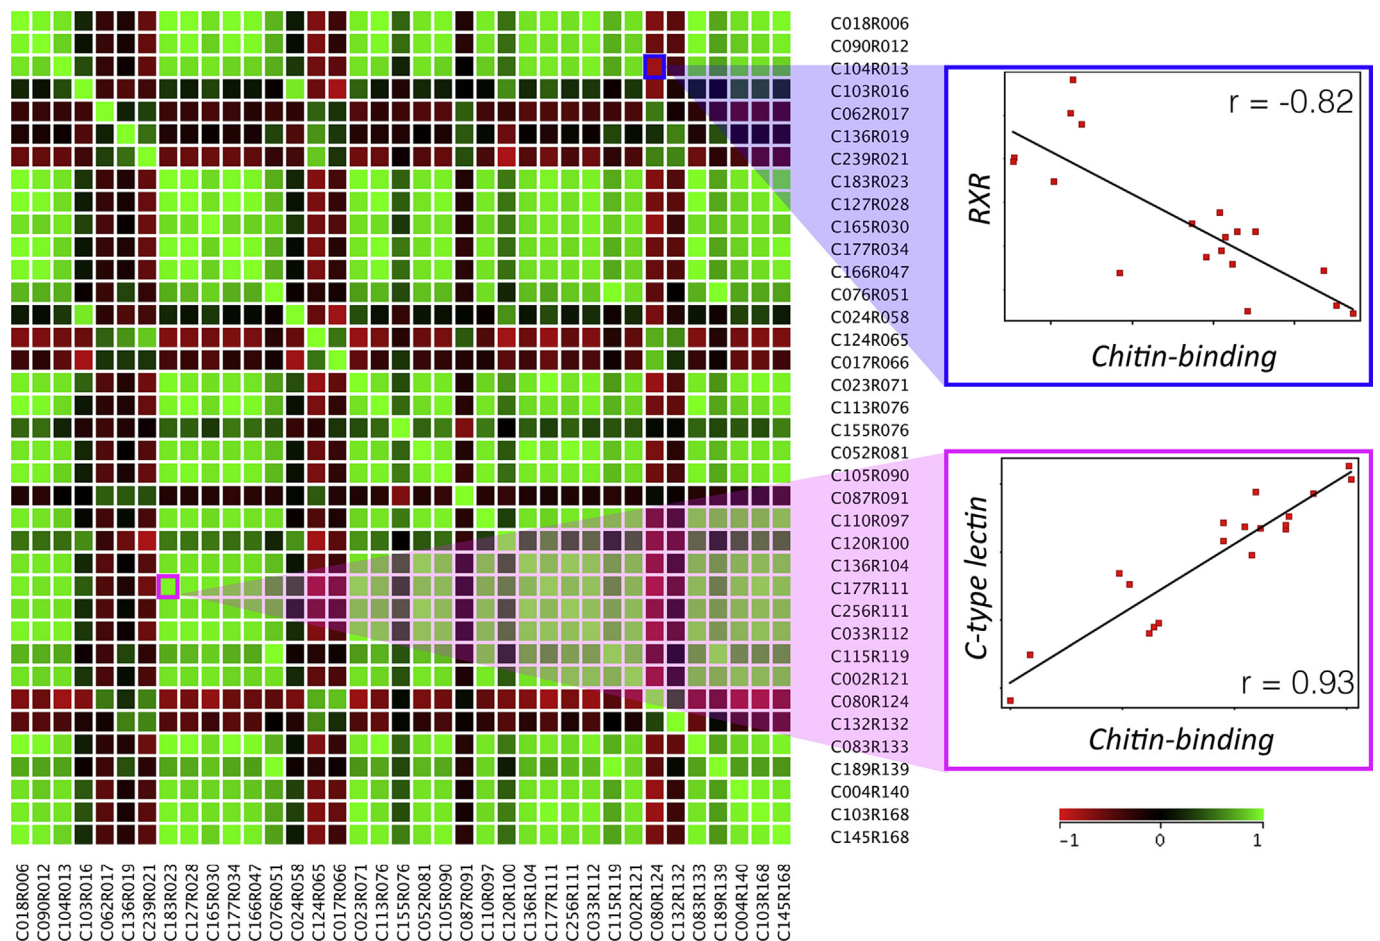 C018R006
C090R012
C104R013
C103R016
C062R017
C136R019
C239R021
C183R023
C127R028
C165R030
C177R034
C166R047
C076R051
C024R058
C124R065
C017R066
C023R071
C113R076
C155R076
C052R081
C105R090
C087R091
C110R097
C120R100
C136R104
C177R111
C256R111
C033R112
C115R119
C002R121
C080R124
C132R132
C083R133
C189R139
C004R140
C103R168
C145R168
r = -0.82
RXR
Chitin-binding
C-type lectin
r = 0.93
Chitin-binding
-1 0 1
C018R006
C090R012
C104R013
C103R016
C062R017
C136R019
C239R021
C183R023
C127R028
C165R030
C177R034
C166R047
C076R051
C024R058
C124R065
C017R066
C023R071
C113R076
C155R076
C052R081
C105R090
C087R091
C110R097
C120R100
C136R104
C177R111
C256R111
C033R112
C115R119
C002R121
C080R124
C132R132
C083R133
C189R139
C004R140
C103R168
C145R168